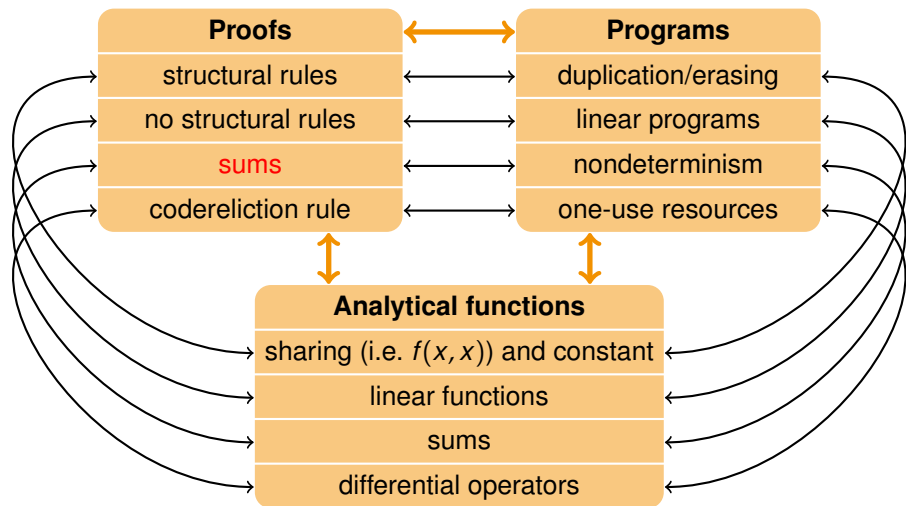 Proofs
structural rules
no structural rules
sums
codereliction rule
Programs
duplication/erasing
linear programs
nondeterminism
one-use resources
Analytical functions
sharing (i.e. f(x, x)) and constant
linear functions
sums
differential operators